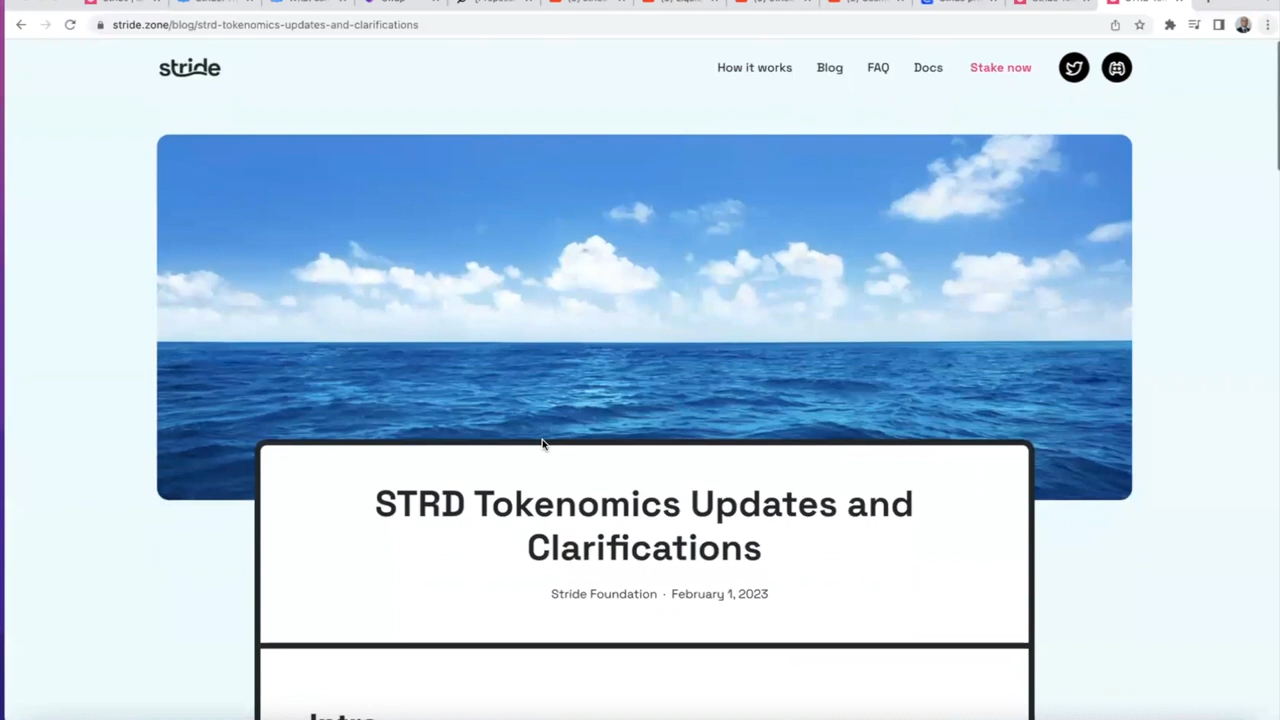 stride.zone/blog/strd-tokenomics-updates-and-clarifications
stride
How it works
Blog
FAQ
Docs
Stake now
STRD Tokenomics Updates and
Clarifications
Stride Foundation · February 1, 2023
Intro